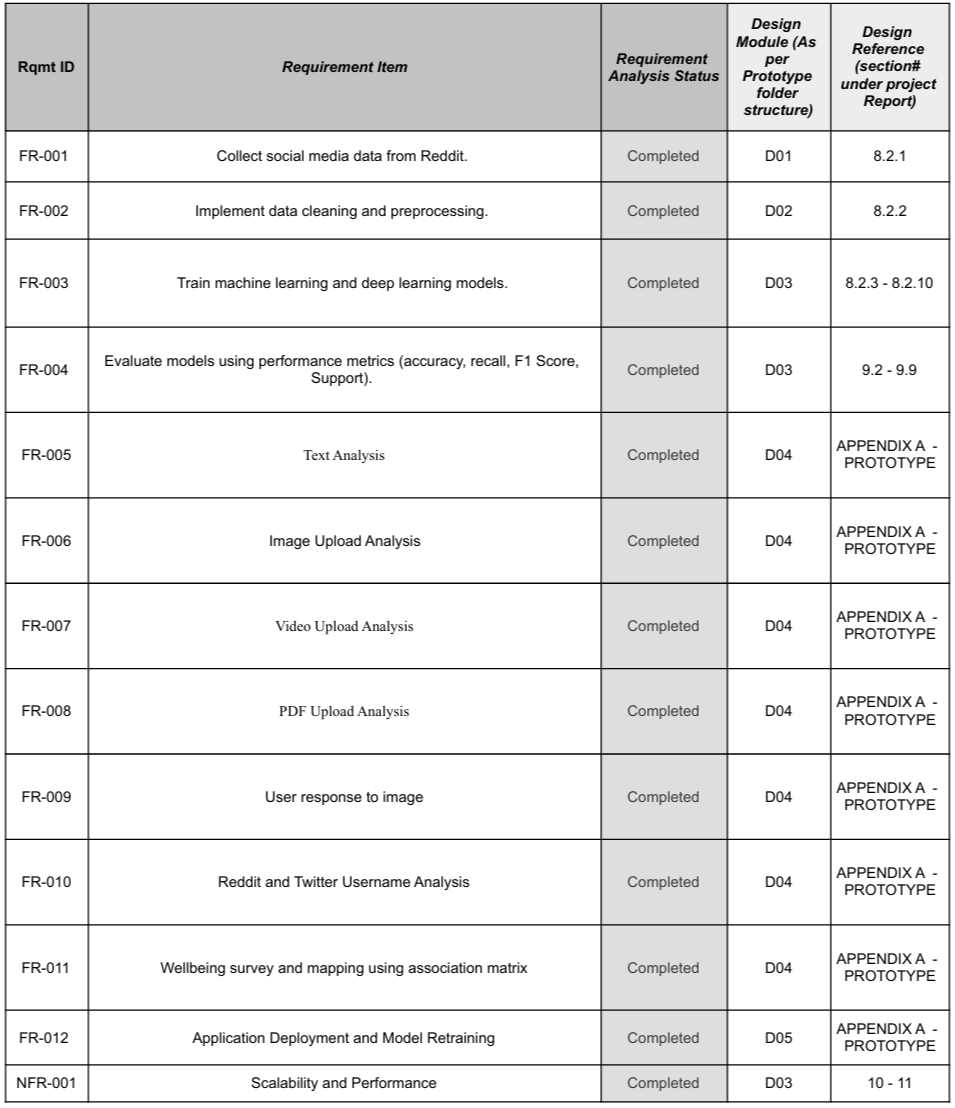 Rqmt ID
Requirement Item
Requirement
Analysis Status
Design
Module (As
per
Prototype
folder
structure)
Design
Reference
(section#
under project
Report)
FR-001
Collect social media data from Reddit.
Completed
D01
8.2.1
FR-002
Implement data cleaning and preprocessing.
Completed
D02
8.2.2
FR-003
Train machine learning and deep learning models.
Completed
D03
8.2.3 - 8.2.10
FR-004
Evaluate models using performance metrics (accuracy, recall, F1 Score,
Support).
Completed
D03
9.2 - 9.9
FR-005
Text Analysis
Completed
D04
APPENDIX A -
PROTOTYPE
FR-006
Image Upload Analysis
Completed
D04
APPENDIX A -
PROTOTYPE
FR-007
Video Upload Analysis
Completed
D04
APPENDIX A -
PROTOTYPE
FR-008
PDF Upload Analysis
Completed
D04
APPENDIX A -
PROTOTYPE
FR-009
User response to image
Completed
D04
APPENDIX A -
PROTOTYPE
FR-010
Reddit and Twitter Username Analysis
Completed
D04
APPENDIX A -
PROTOTYPE
FR-011
Wellbeing survey and mapping using association matrix
Completed
D04
APPENDIX A -
PROTOTYPE
FR-012
Application Deployment and Model Retraining
Completed
D05
APPENDIX A -
PROTOTYPE
NFR-001
Scalability and Performance
Completed
D03
10 - 11